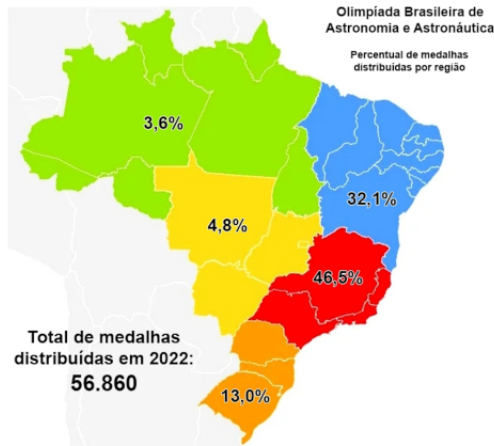 Olimpíada Brasileira de
Astronomia e Astronáutica
Percentual de medalhas
distribuídas por região
3,6%
32,1%
4,8%
46,5%
Total de medalhas
distribuídas em 2022:
56.860
13,0%